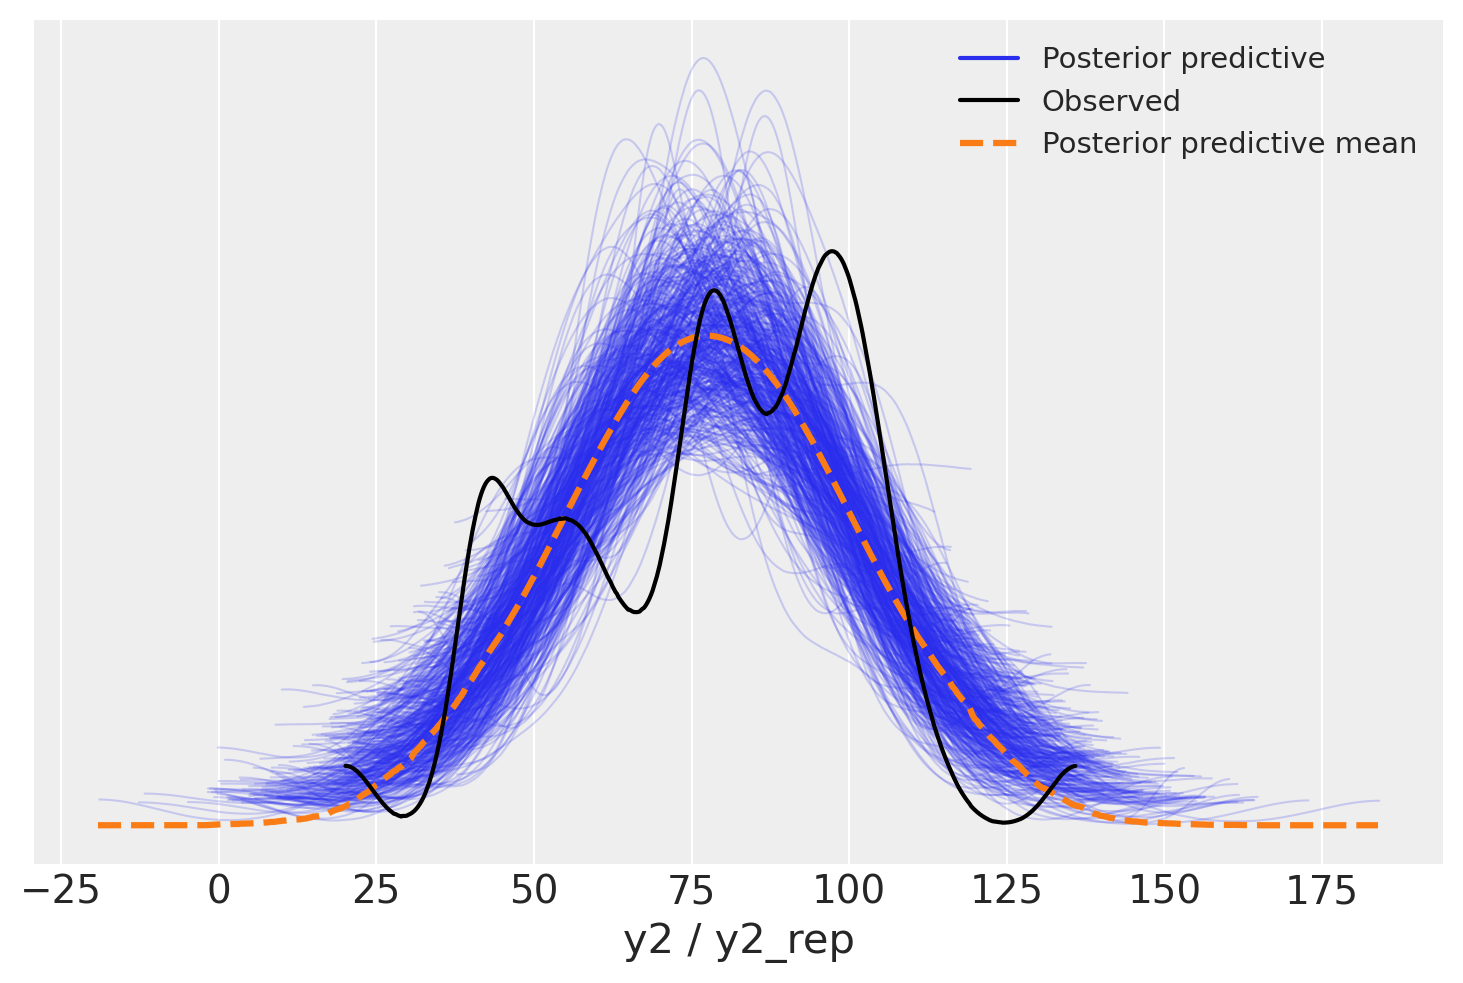 Posterior predictive
Observed
Posterior predictive mean
−25 0 25 50 75 100 125 150 175
y2 / y2_rep